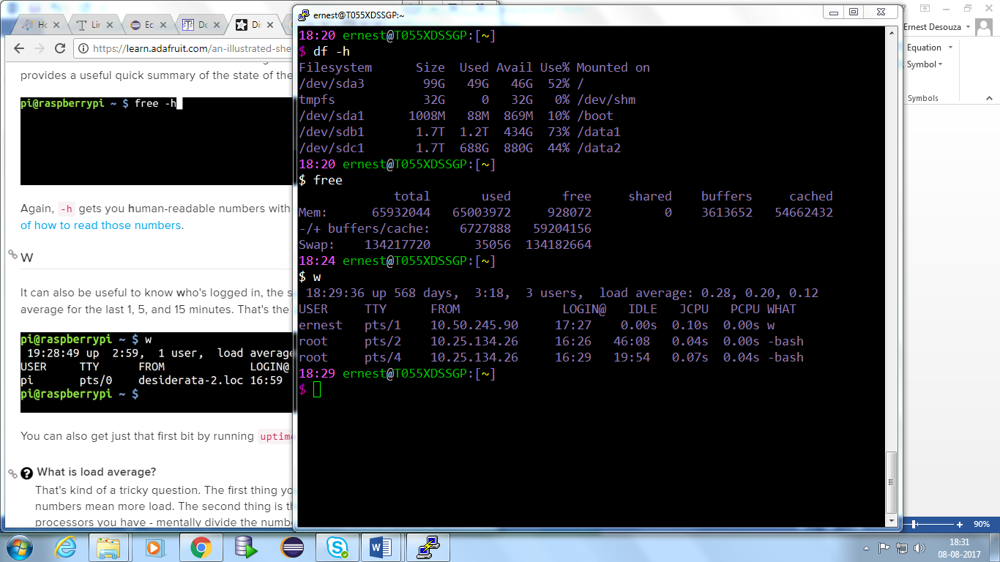 ernest@T055XDSSGP:~
Ho
Lin
Ec
Do
Di
https://learn.adafruit.com/an-illustrated-she
provides a useful quick summary of the state of the
pi@raspberrypi ~ $ free -h
Again, -h gets you human-readable numbers with
of how to read those numbers.
W
It can also be useful to know who's logged in, the s
average for the last 1, 5, and 15 minutes. That's the
pi@raspberrypi ~ $ w
19:28:49 up 2:59, 1 user, load average
USER TTY FROM LOGIN@
pi pts/0 desiderata-2.loc 16:59
pi@raspberrypi ~ $
You can also get just that first bit by running uptime
What is load average?
That's kind of a tricky question. The first thing yo
numbers mean more load. The second thing is th
processors you have - mentally divide the numbe
18:20 ernest@T055XDSSGP:[~]
$ df -h
Filesystem Size Used Avail Use% Mounted on
/dev/sda3 99G 49G 46G 52% /
tmpfs 32G 0 32G 0% /dev/shm
/dev/sda1 1008M 88M 869M 10% /boot
/dev/sdb1 1.7T 1.2T 434G 73% /data1
/dev/sdc1 1.7T 688G 880G 44% /data2
18:20 ernest@T055XDSSGP:[~]
$ free
total used free shared buffers cached
Mem: 65932044 65003972 928072 0 3613652 54662432
-/+ buffers/cache: 6727888 59204156
Swap: 134217720 35056 134182664
18:24 ernest@T055XDSSGP:[~]
$ w
18:29:36 up 568 days, 3:18, 3 users, load average: 0.28, 0.20, 0.12
USER TTY FROM LOGIN@ IDLE JCPU PCPU WHAT
ernest pts/1 10.50.245.90 17:27 0.00s 0.10s 0.00s w
root pts/2 10.25.134.26 16:26 46:08 0.04s 0.00s -bash
root pts/4 10.25.134.26 16:29 19:54 0.07s 0.04s -bash
18:29 ernest@T055XDSSGP:[~]
$
Ernest Desouza
Equation
Symbol
Symbols
90%
18:31
08-08-2017